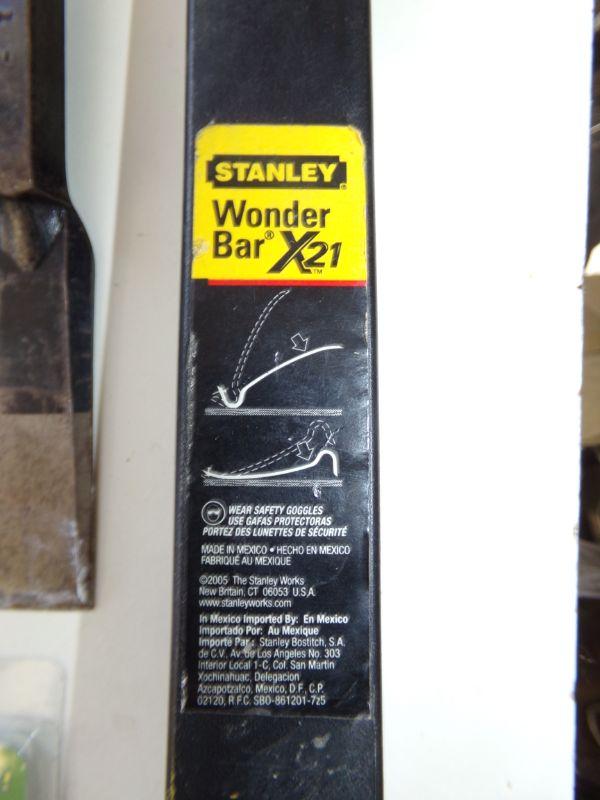 STANLEY®
Wonder
Bar® X21™
WEAR SAFETY GOGGLES
USE GAFAS PROTECTORAS
PORTEZ DES LUNETTES DE SÉCURITÉ
MADE IN MEXICO • HECHO EN MEXICO
FABRIQUÉ AU MEXIQUE
©2005 The Stanley Works
New Britain, CT 06053 U.S.A.
www.stanleyworks.com
In Mexico Imported By: En Mexico
Importado Por: Au Mexique
Importé Par: Stanley Bostitch, S.A.
de C.V., Av. de Los Angeles No. 303
Interior Local 1-C, Col. San Martin
Xochinahuac, Delegacion
Azcapotzalco, Mexico, D.F., C.P.
02120, R.F.C. SBO-861201-7z5